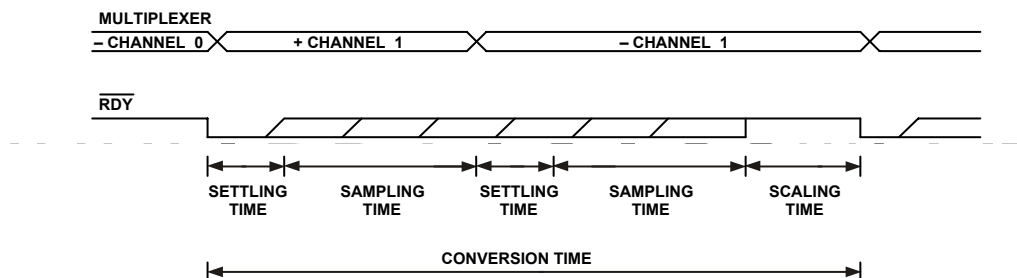 MULTIPLEXER
– CHANNEL 0
+ CHANNEL 1
– CHANNEL 1
RDY
SETTLING TIME
SAMPLING TIME
SETTLING TIME
SAMPLING TIME
SCALING TIME
CONVERSION TIME